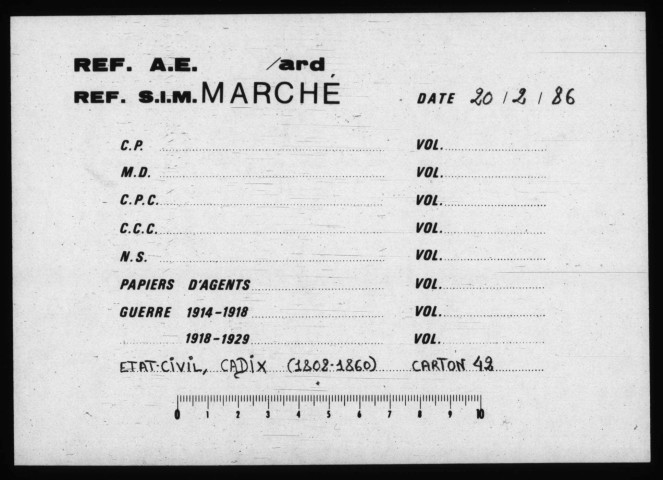 REF. A.E. /ard
REF. S.I.M. MARCHÉ DATE 20/2/86
C.P. VOL.
M.D. VOL.
C.P.C. VOL.
C.C.C. VOL.
N.S. VOL.
PAPIERS D'AGENTS VOL.
GUERRE 1914-1918 VOL.
1918-1929 VOL.
ETAT-CIVIL, CADIX (1808-1860) CARTON 42
0 1 2 3 4 5 6 7 8 9 10